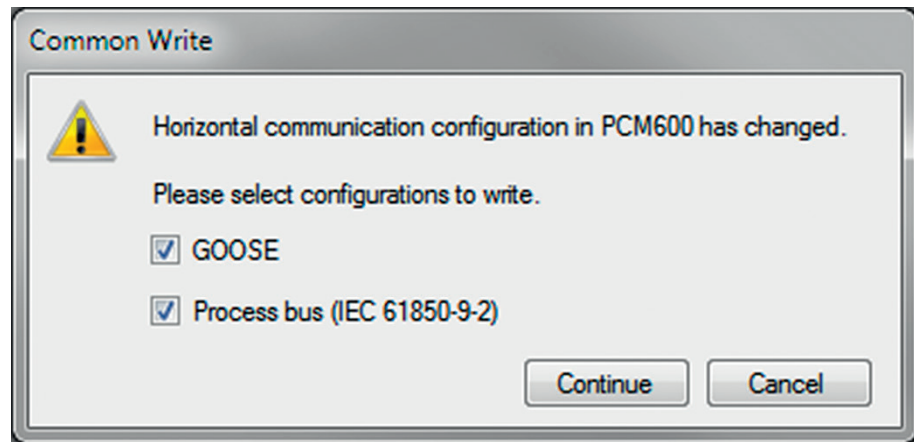 Common Write
Horizontal communication configuration in PCM600 has changed.
Please select configurations to write.
GOOSE
Process bus (IEC 61850-9-2)
Continue
Cancel